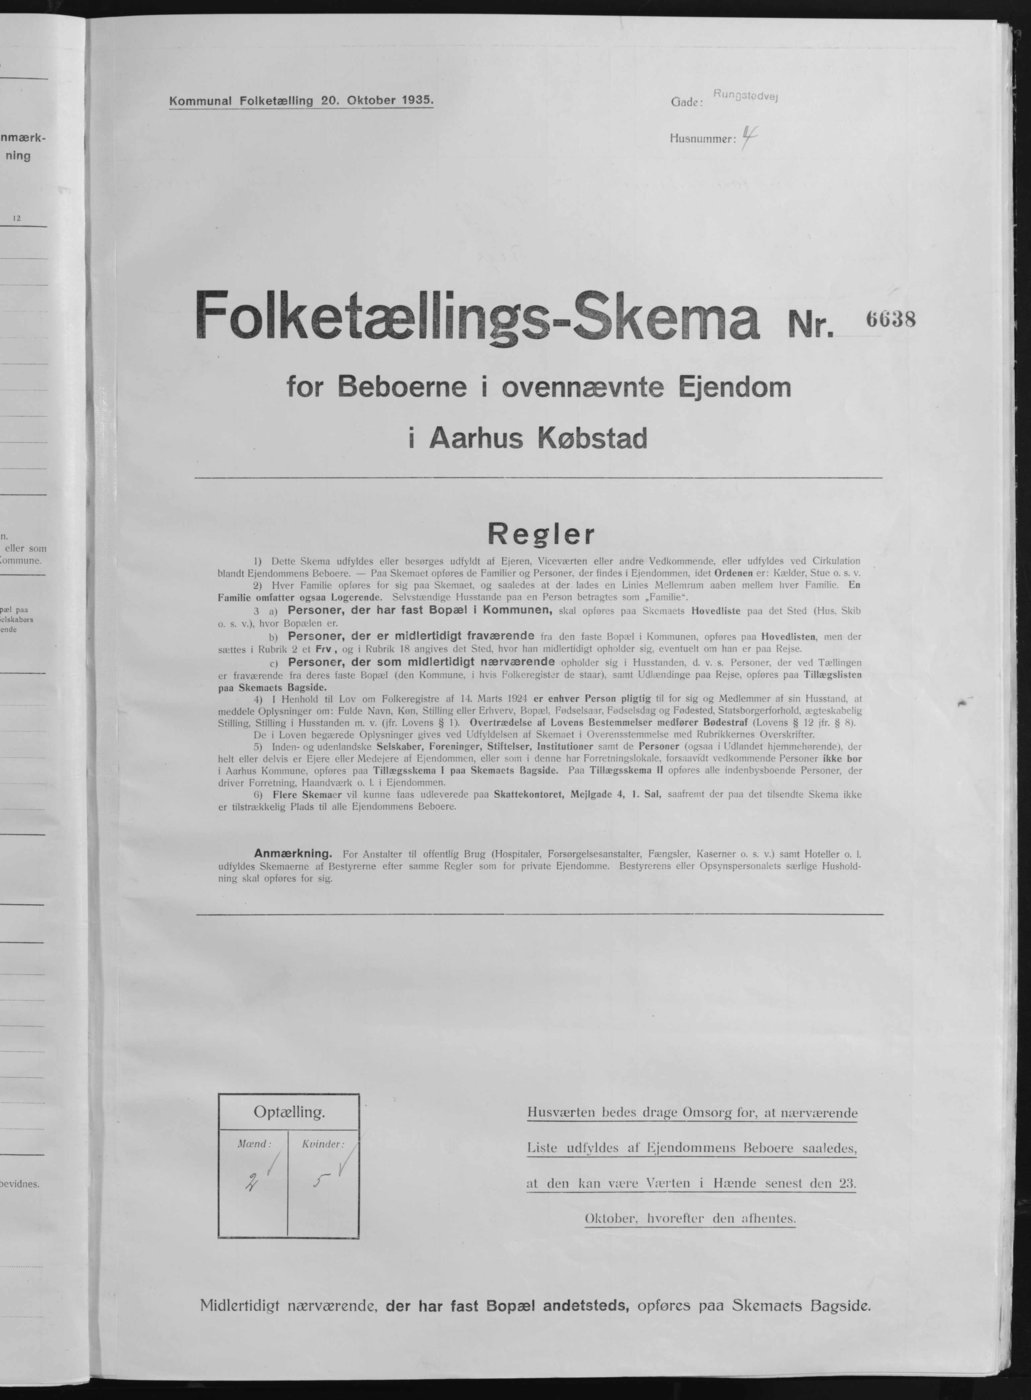 nmærk-
ning
12
n.
eller som
Kommune.
pæl paa
elskabers
ende
bevidnes.
Kommunal Folketælling 20. Oktober 1935.
Gade: Rungstedvej
Husnummer: 4
Folketællings-Skema Nr. 6638
for Beboerne i ovennævnte Ejendom
i Aarhus Købstad
Regler
1) Dette Skema udfyldes eller besørges udfyldt af Ejeren, Viceværten eller andre Vedkommende, eller udfyldes ved Cirkulation
blandt Ejendommens Beboere. — Paa Skemaet opføres de Familier og Personer, der findes i Ejendommen, idet Ordenen er: Kælder, Stue o. s. v.
2) Hver Familie opføres for sig paa Skemaet, og saaledes at der lades en Linies Mellemrum aaben mellem hver Familie. En
Familie omfatter ogsaa Logerende. Selvstændige Husstande paa en Person betragtes som „Familie“.
3 a) Personer, der har fast Bopæl i Kommunen, skal opføres paa Skemaets Hovedliste paa det Sted (Hus, Skib
o. s. v.), hvor Bopælen er.
b) Personer, der er midlertidigt fraværende fra den faste Bopæl i Kommunen, opføres paa Hovedlisten, men der
sættes i Rubrik 2 et Frv., og i Rubrik 18 angives det Sted, hvor han midlertidigt opholder sig, eventuelt om han er paa Rejse.
c) Personer, der som midlertidigt nærværende opholder sig i Husstanden, d. v. s. Personer, der ved Tællingen
er fraværende fra deres faste Bopæl (den Kommune, i hvis Folkeregister de staar), samt Udlændinge paa Rejse, opføres paa Tillægslisten
paa Skemaets Bagside.
4) I Henhold til Lov om Folkeregistre af 14. Marts 1924 er enhver Person pligtig til for sig og Medlemmer af sin Husstand, at
meddele Oplysninger om: Fulde Navn, Køn, Stilling eller Erhverv, Bopæl, Fødselsaar, Fødselsdag og Fødested, Statsborgerforhold, ægteskabelig
Stilling, Stilling i Husstanden m. v. (jfr. Lovens § 1). Overtrædelse af Lovens Bestemmelser medfører Bødestraf (Lovens § 12 jfr. § 8).
De i Loven begærede Oplysninger gives ved Udfyldelsen af Skemaet i Overensstemmelse med Rubrikkernes Overskrifter.
5) Inden- og udenlandske Selskaber, Foreninger, Stiftelser, Institutioner samt de Personer (ogsaa i Udlandet hjemmehørende), der
helt eller delvis er Ejere eller Medejere af Ejendommen, eller som i denne har Forretningslokale, forsaavidt vedkommende Personer ikke bor
i Aarhus Kommune, opføres paa Tillægsskema I paa Skemaets Bagside. Paa Tillægsskema II opføres alle indenbysboende Personer, der
driver Forretning, Haandværk o. l. i Ejendommen.
6) Flere Skemaer vil kunne faas udleverede paa Skattekontoret, Mejlgade 4, 1. Sal, saafremt der paa det tilsendte Skema ikke
er tilstrækkelig Plads til alle Ejendommens Beboere.
Anmærkning. For Anstalter til offentlig Brug (Hospitaler, Forsørgelsesanstalter, Fængsler, Kaserner o. s. v.) samt Hoteller o. l.
udfyldes Skemaerne af Bestyrerne efter samme Regler som for private Ejendomme. Bestyrerens eller Opsynspersonalets særlige Hushold-
ning skal opføres for sig.
Optælling.
Mænd: Kvinder:
2 5
Husværten bedes drage Omsorg for, at nærværende
Liste udfyldes af Ejendommens Beboere saaledes,
at den kan være Værten i Hænde senest den 23.
Oktober, hvorefter den afhentes.
Midlertidigt nærværende, der har fast Bopæl andetsteds, opføres paa Skemaets Bagside.